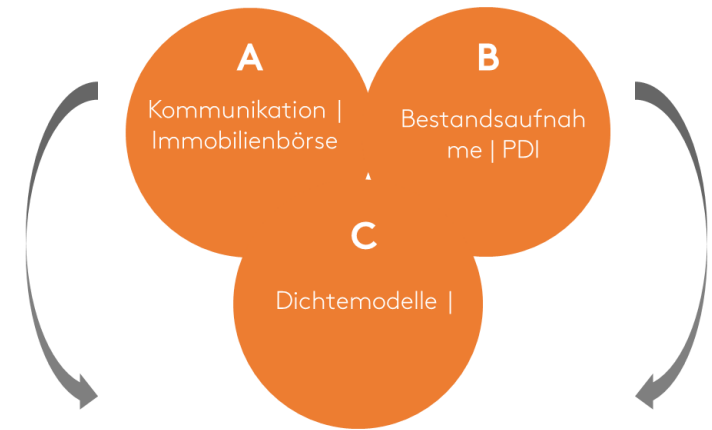 A
Kommunikation |
Immobilienbörse
B
Bestandsaufnah
me | PDI
C
Dichtemodelle |